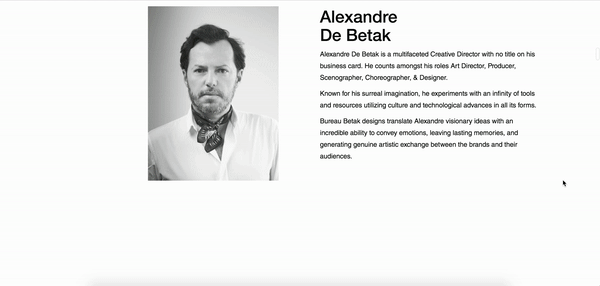 Alexandre
De Betak
Alexandre De Betak is a multifaceted Creative Director with no title on his
business card. He counts amongst his roles Art Director, Producer,
Scenographer, Choreographer, & Designer.
Known for his surreal imagination, he experiments with an infinity of tools
and resources utilizing culture and technological advances in all its forms.
Bureau Betak designs translate Alexandre visionary ideas with an
incredible ability to convey emotions, leaving lasting memories, and
generating genuine artistic exchange between the brands and their
audiences.